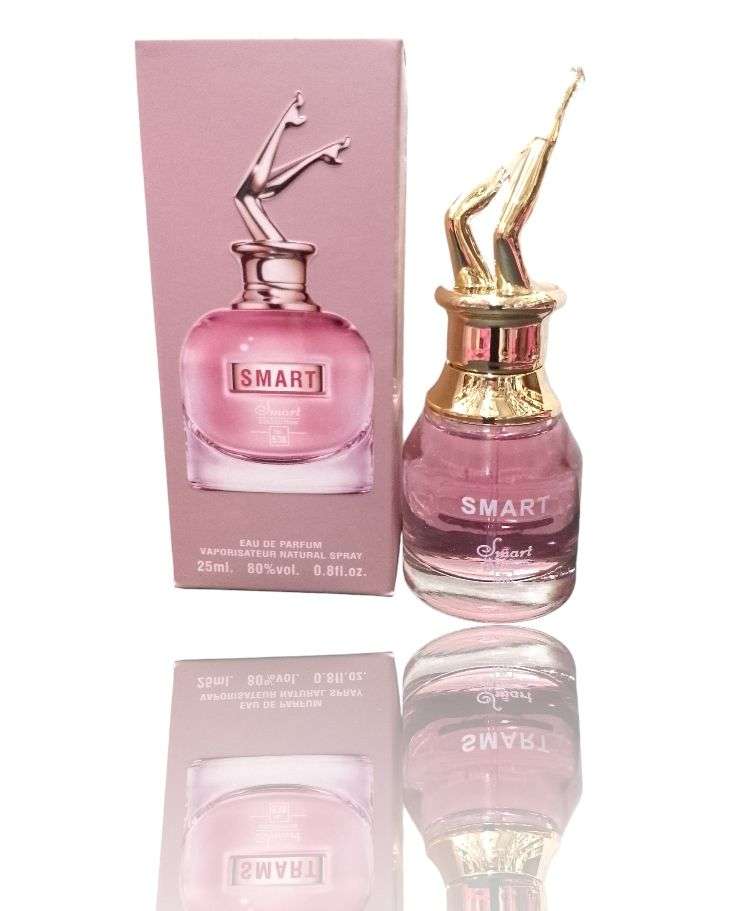 SMART
Smart
EAU DE PARFUM
VAPORISATEUR NATURAL SPRAY
25ml. 80%vol. 0.8fl.oz.
SMART
Smart